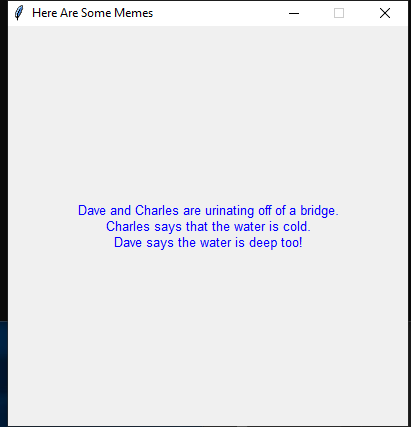 Here Are Some Memes
Dave and Charles are urinating off of a bridge.
Charles says that the water is cold.
Dave says the water is deep too!